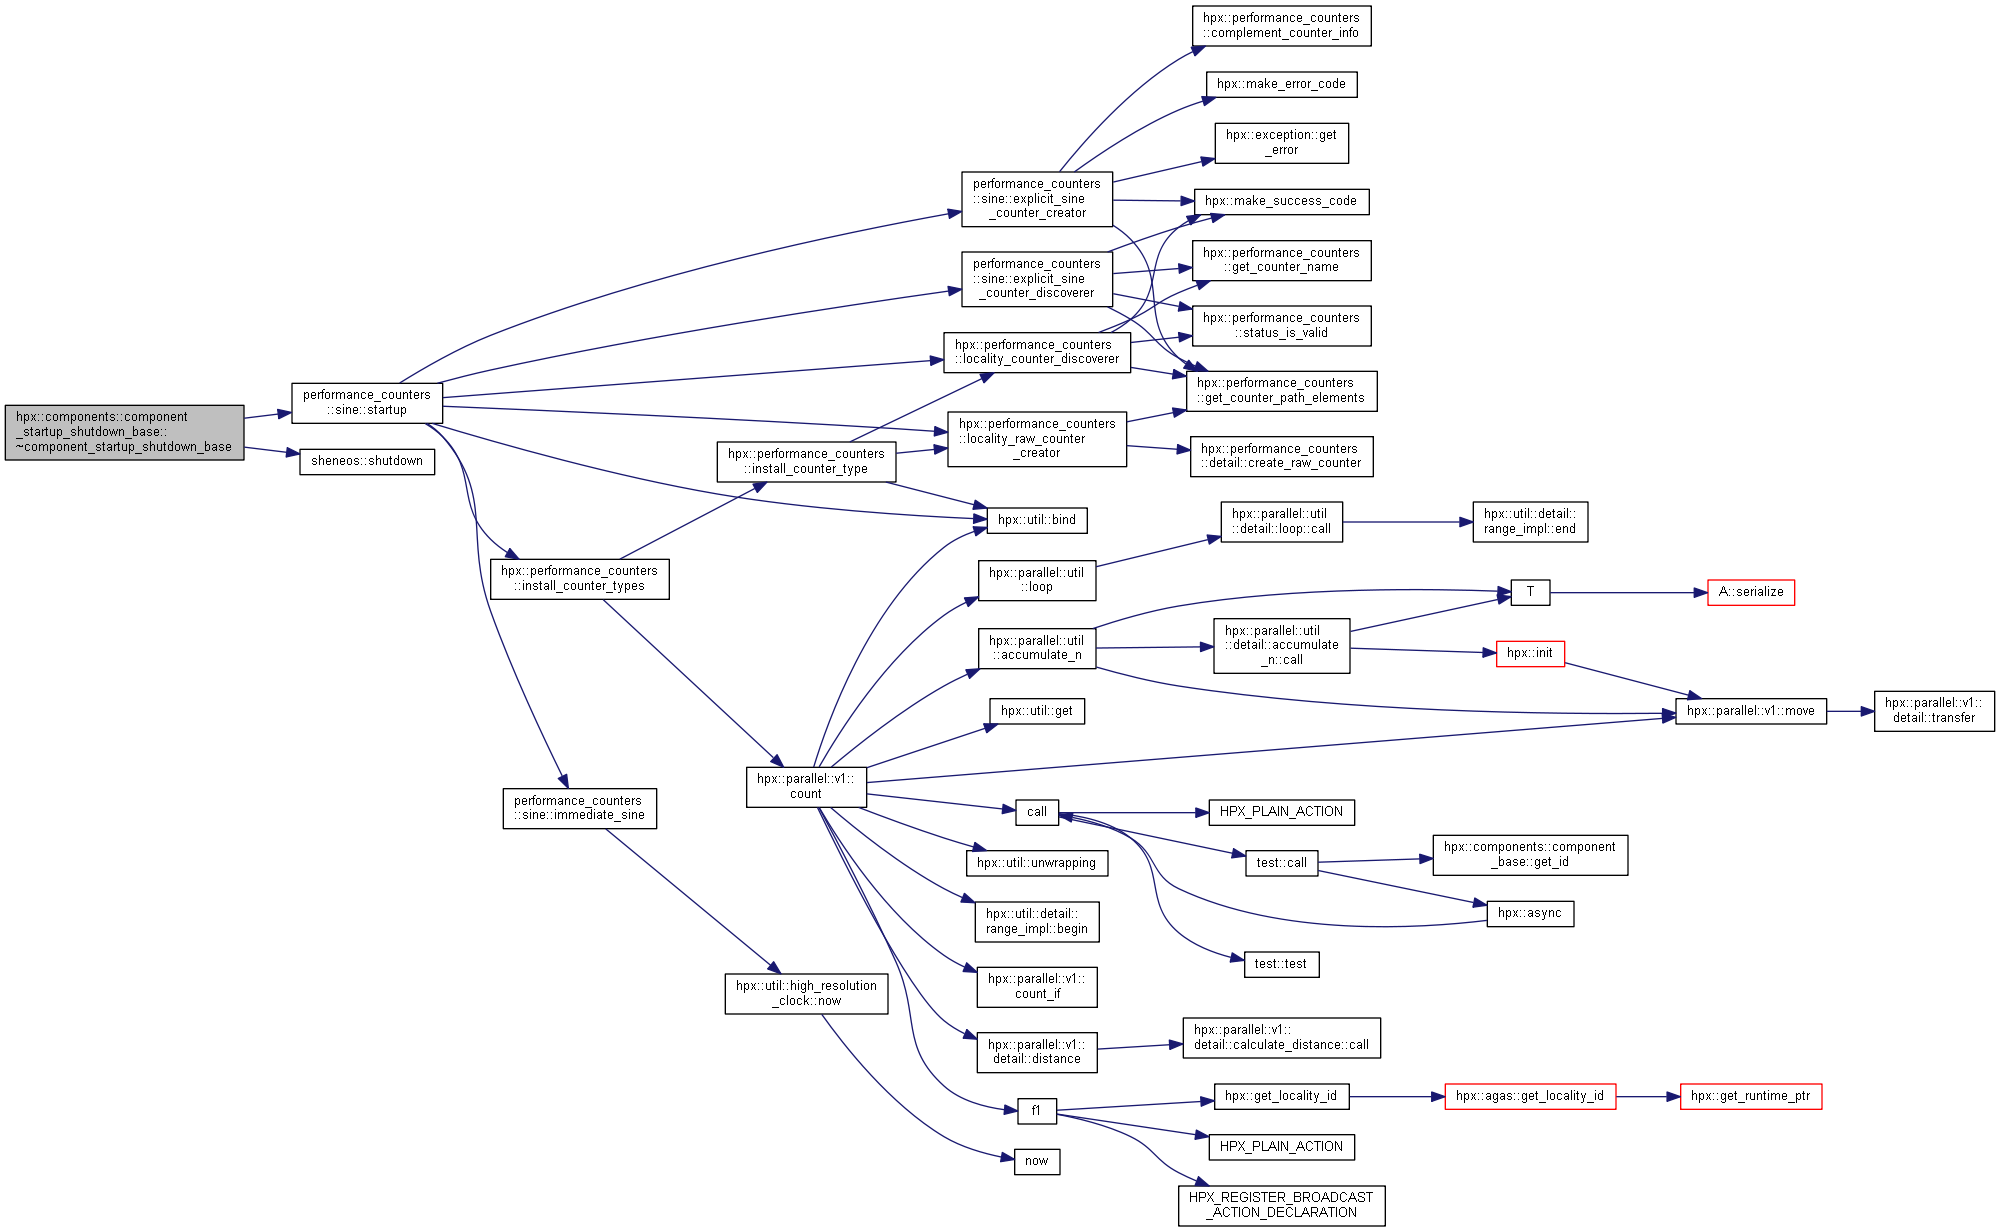 hpx::components::component
_startup_shutdown_base::
~component_startup_shutdown_base
performance_counters
::sine::startup
sheneos::shutdown
hpx::performance_counters
::install_counter_types
performance_counters
::sine::immediate_sine
hpx::performance_counters
::install_counter_type
hpx::parallel::v1::
count
hpx::util::high_resolution
_clock::now
performance_counters
::sine::explicit_sine
_counter_creator
performance_counters
::sine::explicit_sine
_counter_discoverer
hpx::performance_counters
::locality_counter_discoverer
hpx::performance_counters
::locality_raw_counter
_creator
hpx::util::bind
hpx::parallel::util
::loop
hpx::parallel::util
::accumulate_n
hpx::util::get
call
hpx::util::unwrapping
hpx::util::detail::
range_impl::begin
hpx::parallel::v1::
count_if
hpx::parallel::v1::
detail::distance
f1
now
hpx::performance_counters
::complement_counter_info
hpx::make_error_code
hpx::exception::get
_error
hpx::make_success_code
hpx::performance_counters
::get_counter_name
hpx::performance_counters
::status_is_valid
hpx::performance_counters
::get_counter_path_elements
hpx::performance_counters
::detail::create_raw_counter
hpx::parallel::util
::detail::loop::call
hpx::parallel::util
::detail::accumulate
_n::call
HPX_PLAIN_ACTION
test::call
test::test
hpx::parallel::v1::
detail::calculate_distance::call
hpx::get_locality_id
HPX_PLAIN_ACTION
HPX_REGISTER_BROADCAST
_ACTION_DECLARATION
hpx::util::detail::
range_impl::end
T
hpx::init
hpx::components::component
_base::get_id
hpx::async
hpx::agas::get_locality_id
A::serialize
hpx::parallel::v1::move
hpx::get_runtime_ptr
hpx::parallel::v1::
detail::transfer